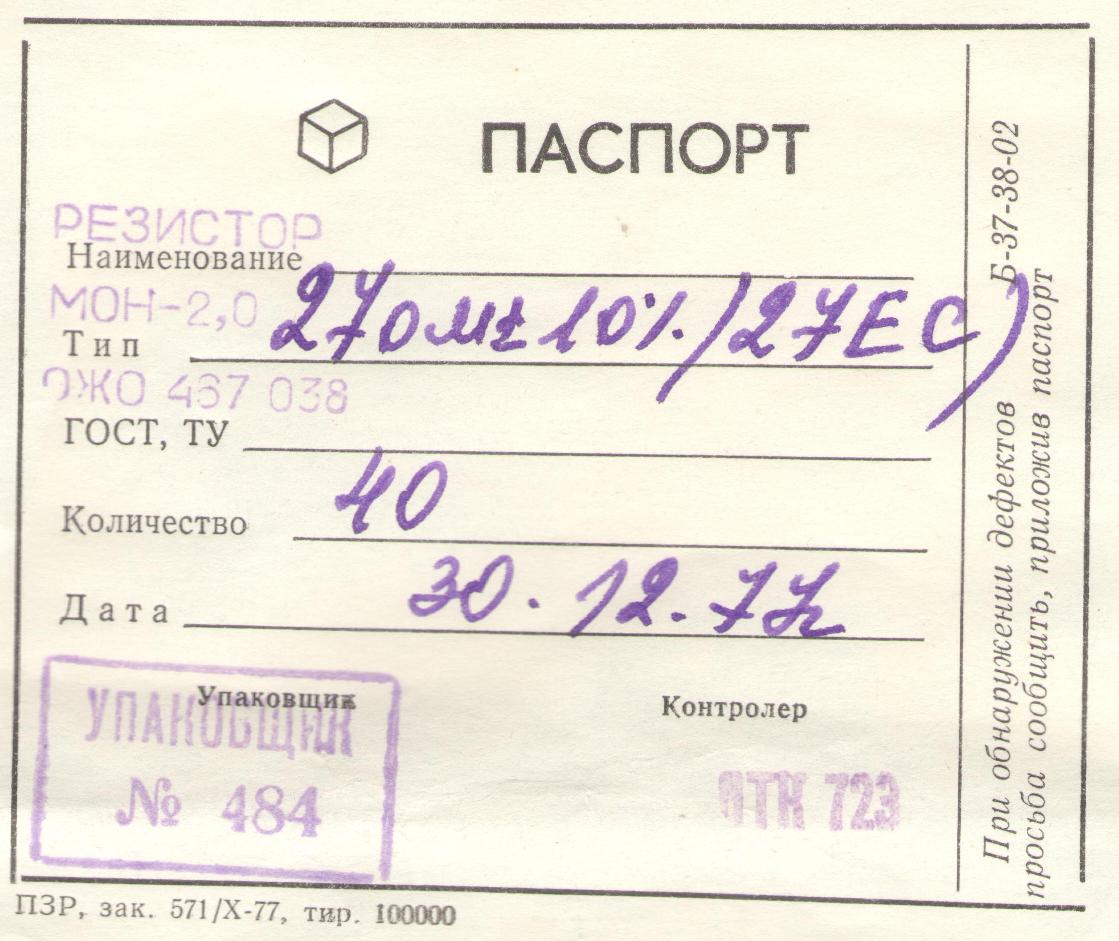 ПАСПОРТ
РЕЗИСТОР
Наименование
МОН-2,0
Тип 27 ом ± 10%. (27ЕС)
ОЖО 467 038
ГОСТ, ТУ
Количество 40
Дата 30.12.77г
Упаковщик
Контролер
УПАКОВЩИК
№ 484
ОТК 723
ПЗР, зак. 571/Х-77, тир. 100000
Б-37-38-02
При обнаружении дефектов
просьба сообщить, приложив паспорт